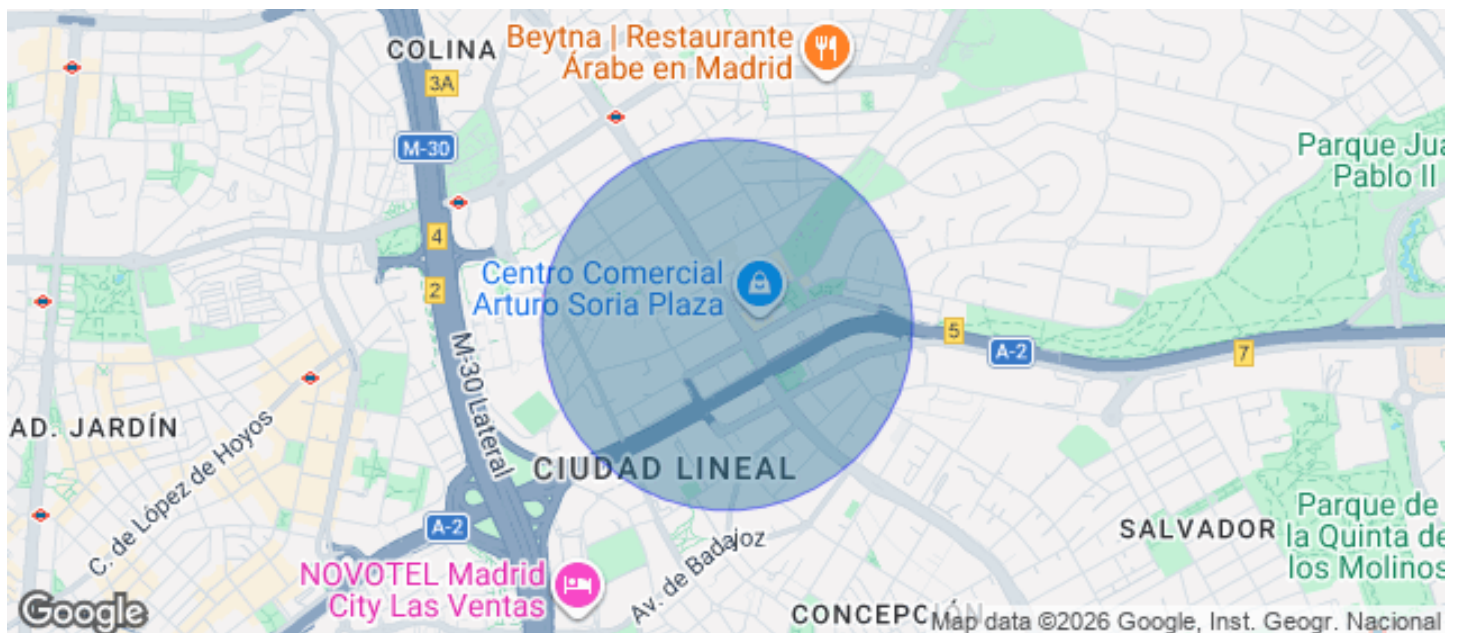 COLINA
Beytna | Restaurante
Árabe en Madrid
3A
M-30
Parque Jua
Pablo II
4
2
Centro Comercial
Arturo Soria Plaza
M-30 Lateral
5
A-2
7
AD. JARDÍN
C. de López de Hoyos
CIUDAD LINEAL
A-2
SALVADOR
Parque de
la Quinta de
los Molinos
NOVOTEL Madrid
City Las Ventas
Av. de Badajoz
CONCEPCIÓN
Google
Map data ©2026 Google, Inst. Geogr. Nacional